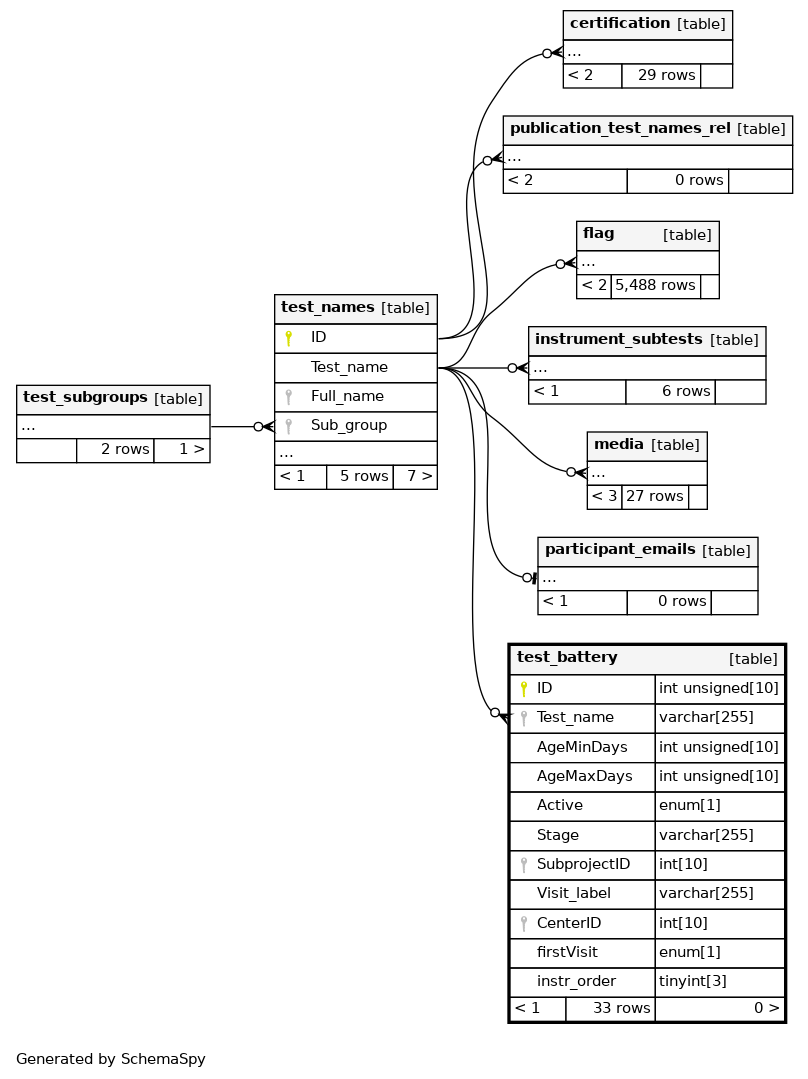 certification [table]
...
< 2 29 rows
publication_test_names_rel [table]
...
< 2 0 rows
flag [table]
...
< 2 5,488 rows
test_names [table]
ID
Test_name
Full_name
Sub_group
...
< 1 5 rows 7 >
instrument_subtests [table]
...
< 1 6 rows
test_subgroups [table]
...
2 rows 1 >
media [table]
...
< 3 27 rows
participant_emails [table]
...
< 1 0 rows
test_battery [table]
ID int unsigned[10]
Test_name varchar[255]
AgeMinDays int unsigned[10]
AgeMaxDays int unsigned[10]
Active enum[1]
Stage varchar[255]
SubprojectID int[10]
Visit_label varchar[255]
CenterID int[10]
firstVisit enum[1]
instr_order tinyint[3]
< 1 33 rows 0 >
Generated by SchemaSpy